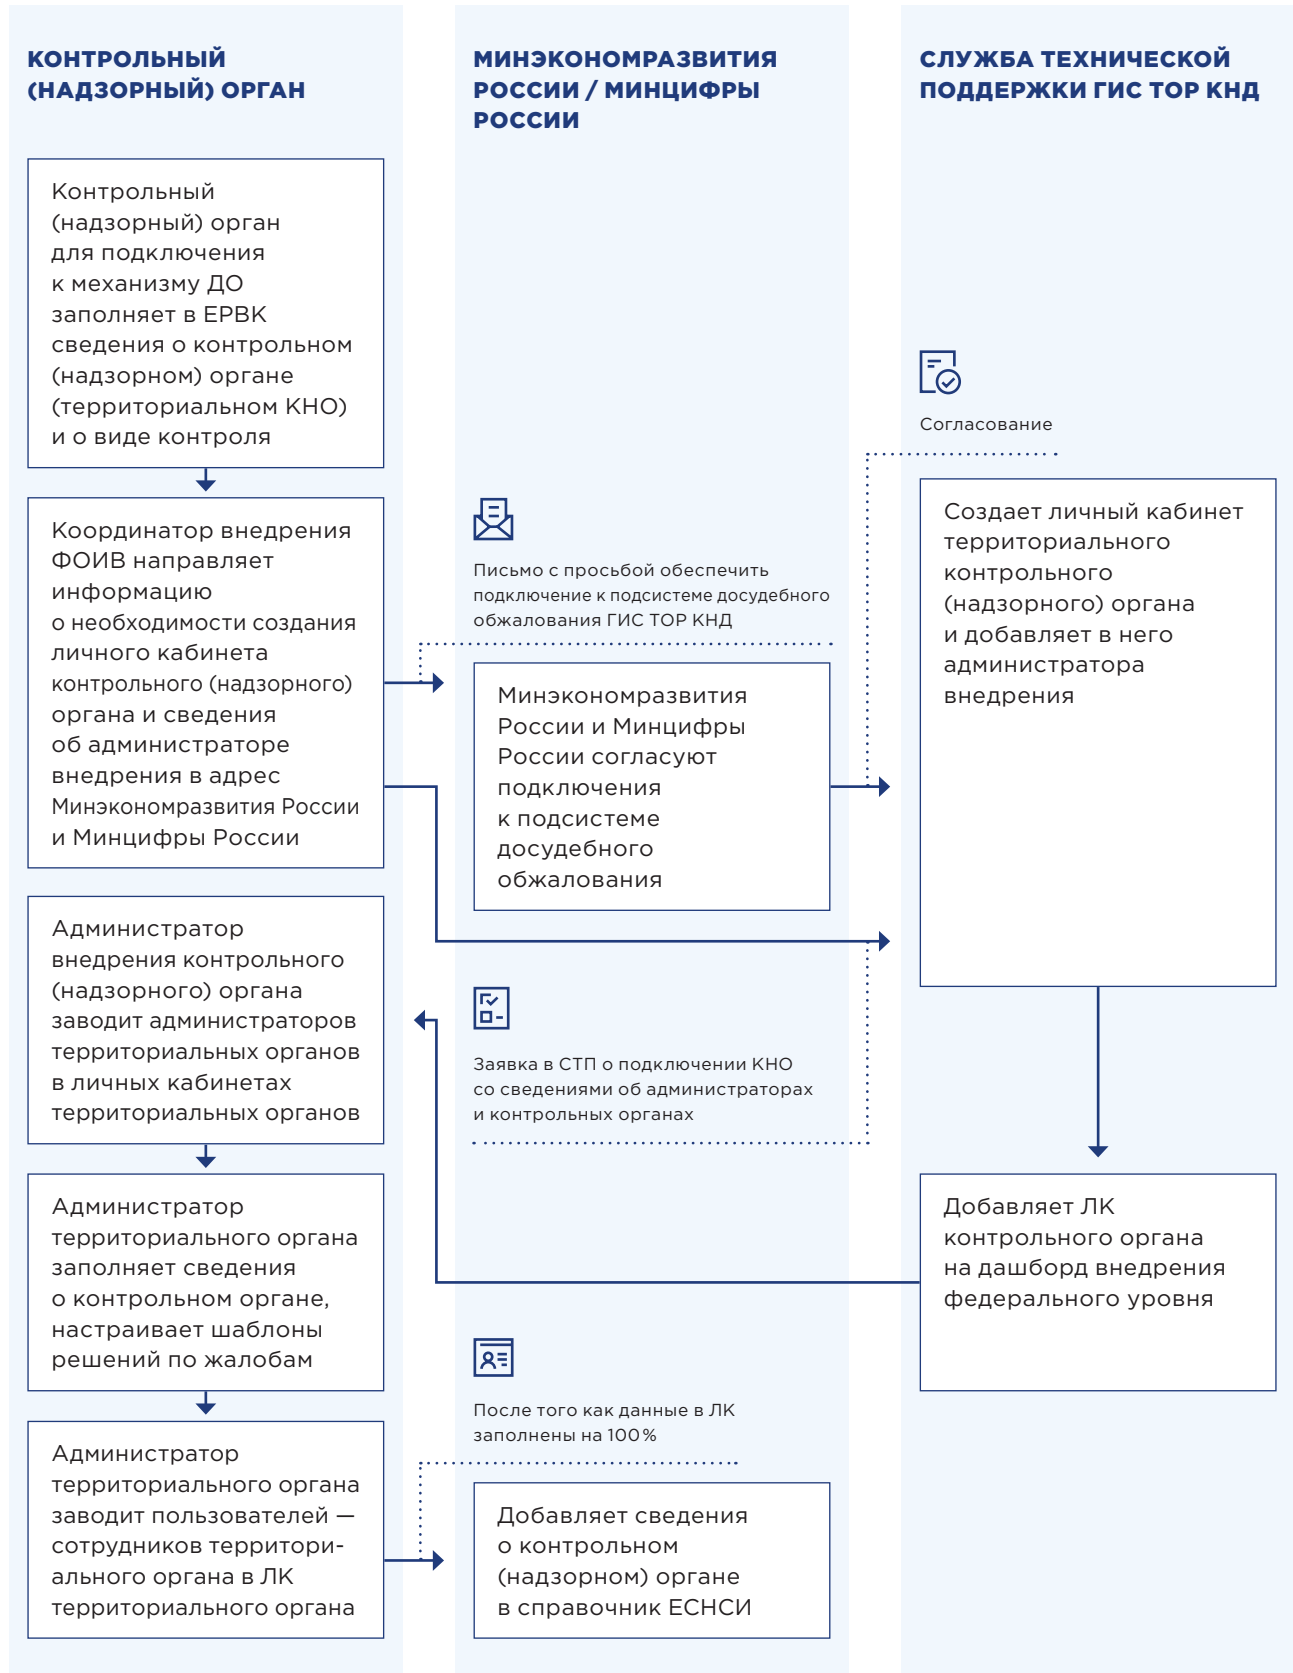 КОНТРОЛЬНЫЙ
(НАДЗОРНЫЙ) ОРГАН
Контрольный
(надзорный) орган
для подключения
к механизму ДО
заполняет в ЕРВК
сведения о контрольном
(надзорном) органе
(территориальном КНО)
и о виде контроля
Координатор внедрения
ФОИВ направляет
информацию
о необходимости создания
личного кабинета
контрольного (надзорного)
органа и сведения
об администраторе
внедрения в адрес
Минэкономразвития России
и Минцифры России
Администратор
внедрения контрольного
(надзорного) органа
заводит администраторов
территориальных органов
в личных кабинетах
территориальных органов
Администратор
территориального органа
заполняет сведения
о контрольном органе,
настраивает шаблоны
решений по жалобам
Администратор
территориального органа
заводит пользователей —
сотрудников территори-
ального органа в ЛК
территориального органа
МИНЭКОНОМРАЗВИТИЯ
РОССИИ / МИНЦИФРЫ
РОССИИ
Письмо с просьбой обеспечить
подключение к подсистеме досудебного
обжалования ГИС ТОР КНД
Минэкономразвития
России и Минцифры
России согласуют
подключения
к подсистеме
досудебного
обжалования
Заявка в СТП о подключении КНО
со сведениями об администраторах
и контрольных органах
После того как данные в ЛК
заполнены на 100%
Добавляет сведения
о контрольном
(надзорном) органе
в справочник ЕСНСИ
СЛУЖБА ТЕХНИЧЕСКОЙ
ПОДДЕРЖКИ ГИС ТОР КНД
Согласование
Создает личный кабинет
территориального
контрольного
(надзорного) органа
и добавляет в него
администратора
внедрения
Добавляет ЛК
контрольного органа
на дашборд внедрения
федерального уровня